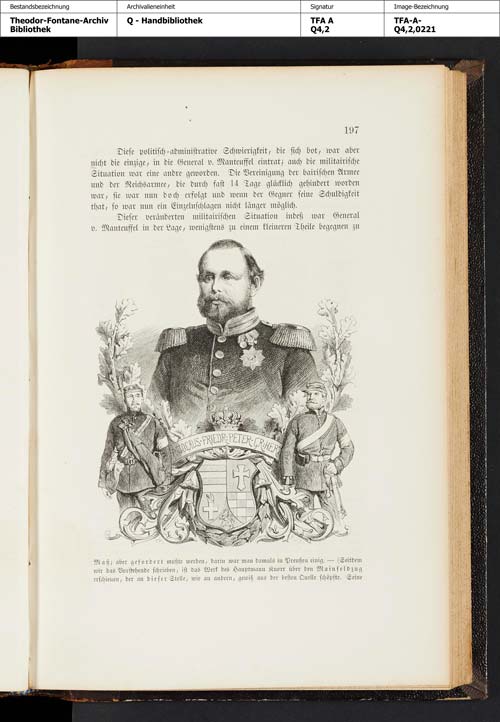 Bestandsbezeichnung
Archivalieneinheit
Signatur
Image-Bezeichnung
Theodor-Fontane-Archiv
Bibliothek
Q - Handbibliothek
TFA A
Q4,2
TFA-A-
Q4,2,0221
197
Diese politisch-administrative Schwierigkeit, die sich bot, war aber
nicht die einzige, in die General v. Manteuffel eintrat; auch die militairische
Situation war eine andre geworden. Die Vereinigung der bairischen Armee
und der Reichsarmee, die durch fast 14 Tage glücklich gehindert worden
war, sie war nun doch erfolgt und wenn der Gegner seine Schuldigkeit
that, so war nun ein Einzelnschlagen nicht länger möglich.
Dieser veränderten militairischen Situation indeß war General
v. Manteuffel in der Lage, wenigstens zu einem kleineren Theile begegnen zu
FRIEDR·PETER
Maß; aber gefordert mußte werden, darin war man damals in Preußen einig. — (Seitdem
wir das Vorstehende schrieben, ist das Werk des Hauptmann Knorr über den Mainfeldzug
erschienen, der an dieser Stelle, wie an andern, gewiß aus der besten Quelle schöpfte. Seine